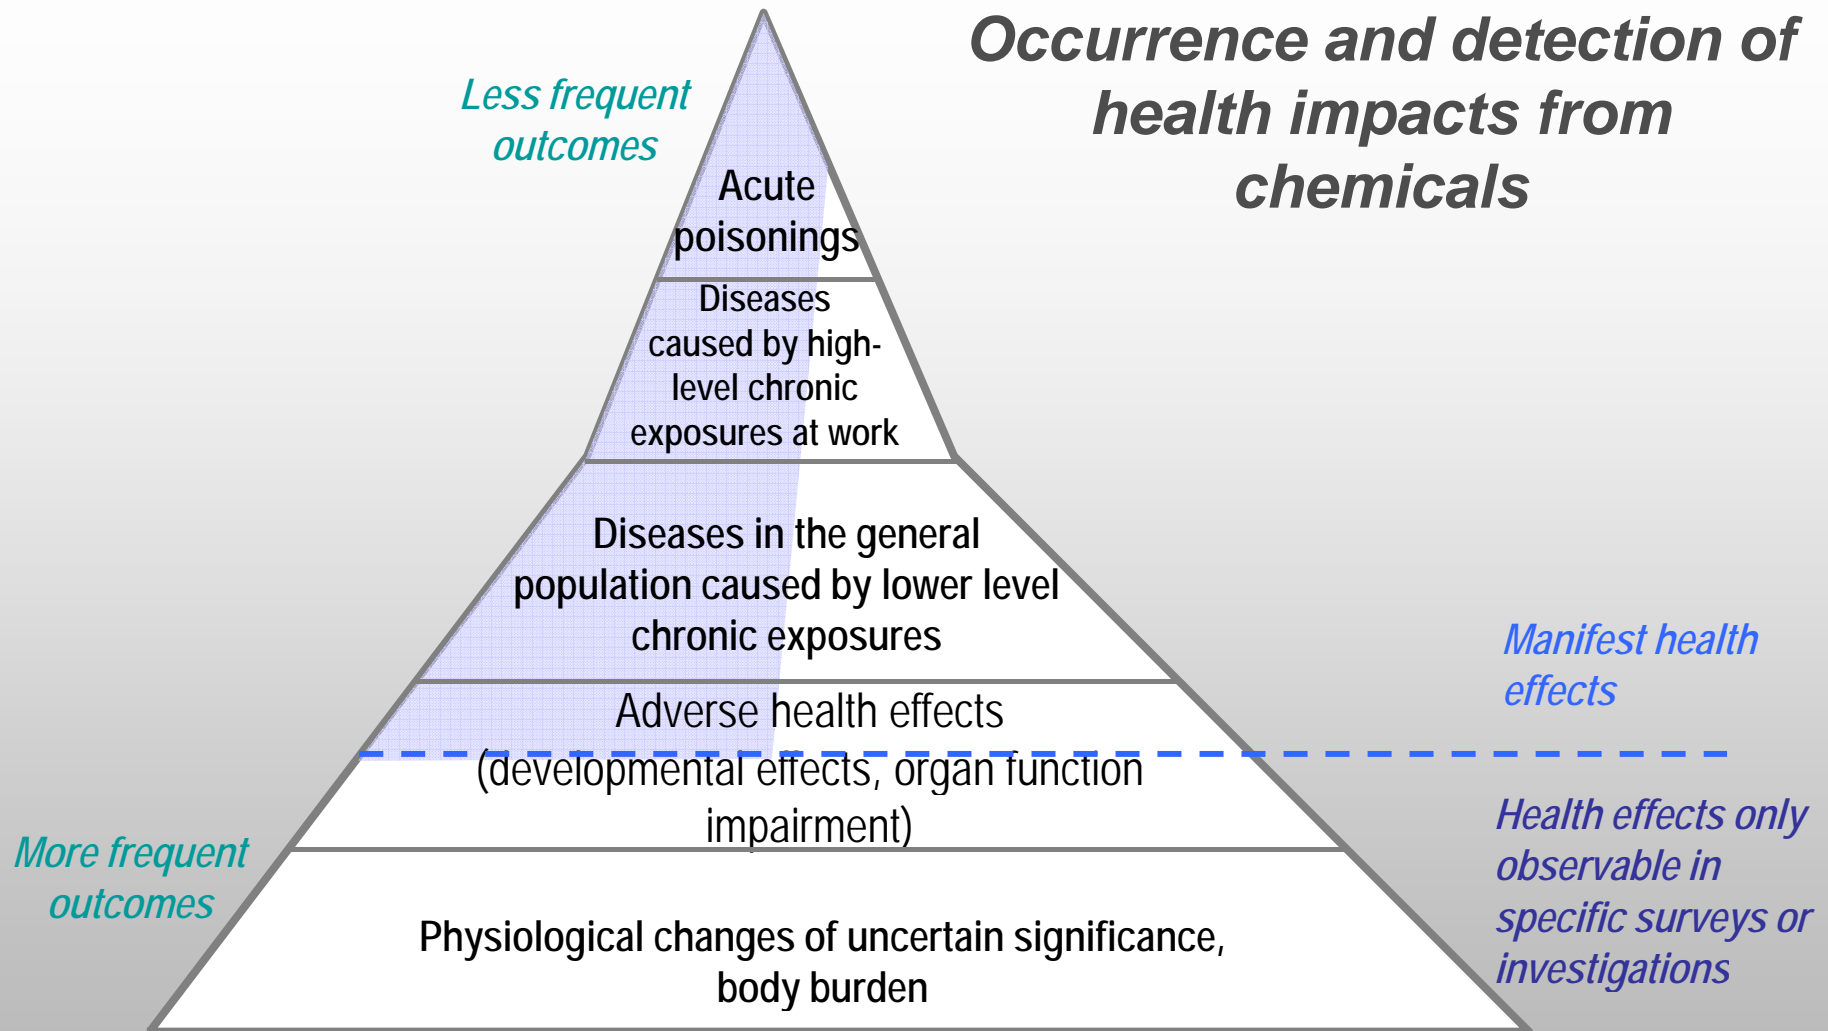 Occurrence and detection of
health impacts from
chemicals
Less frequent
outcomes
Acute
poisonings
Diseases
caused by high-
level chronic
exposures at work
Diseases in the general
population caused by lower level
chronic exposures
Manifest health
effects
Adverse health effects
(developmental effects, organ function
impairment)
Health effects only
observable in
specific surveys or
investigations
More frequent
outcomes
Physiological changes of uncertain significance,
body burden